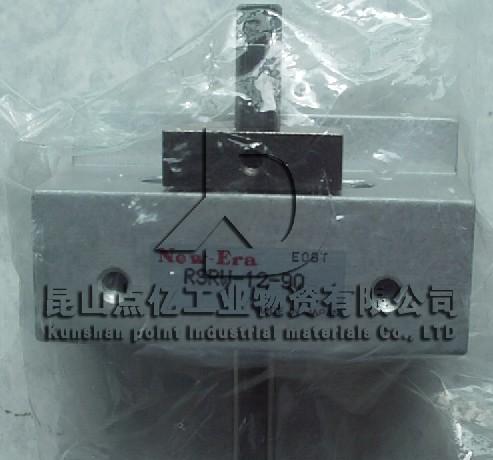 New-Era E08T
RSRW-12-90
昆山点亿工业物资有限公司
Kunshan point industrial materials Co., LTD